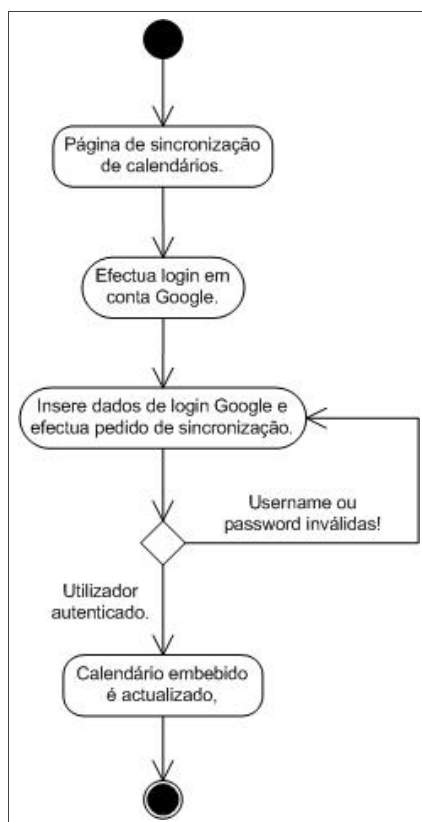 Página de sincronização
de calendários.
Efectua login em
conta Google.
Insere dados de login Google e
efectua pedido de sincronização.
Username ou
password inválidas!
Utilizador
autenticado.
Calendário embebido
é actualizado,